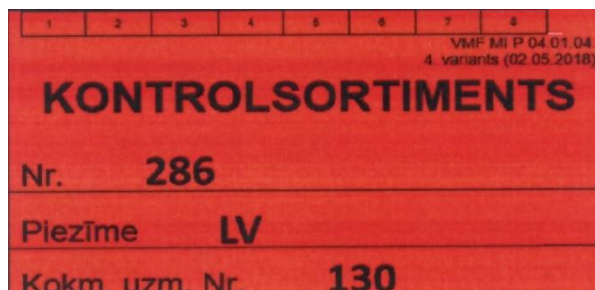 1 2 3 4 5 6 7 8
VMF MI P 04.01.04
4. variants (02.05.2018)
KONTROLSORTIMENTS
Nr. 286
Piezīme LV
Kokm. uzm. Nr. 130